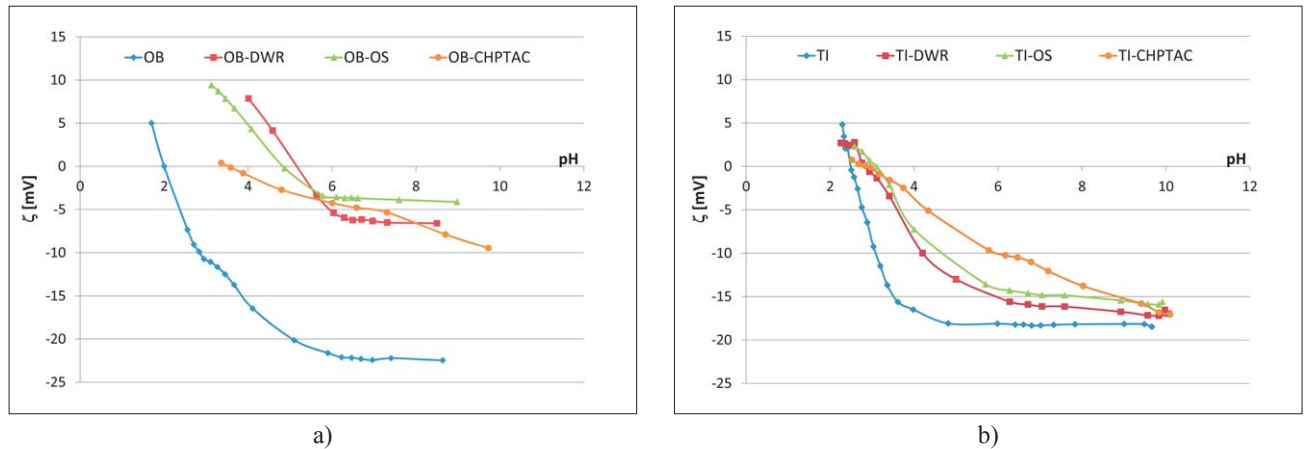 15
10
5
0
-5
-10
-15
-20
-25
ζ [mV]
OB OB-DWR OB-OS OB-CHPTAC
pH
0 2 4 6 8 10 12
a)
15
10
5
0
-5
-10
-15
-20
-25
ζ [mV]
TI TI-DWR TI-OS TI-CHPTAC
pH
0 2 4 6 8 10 12
b)